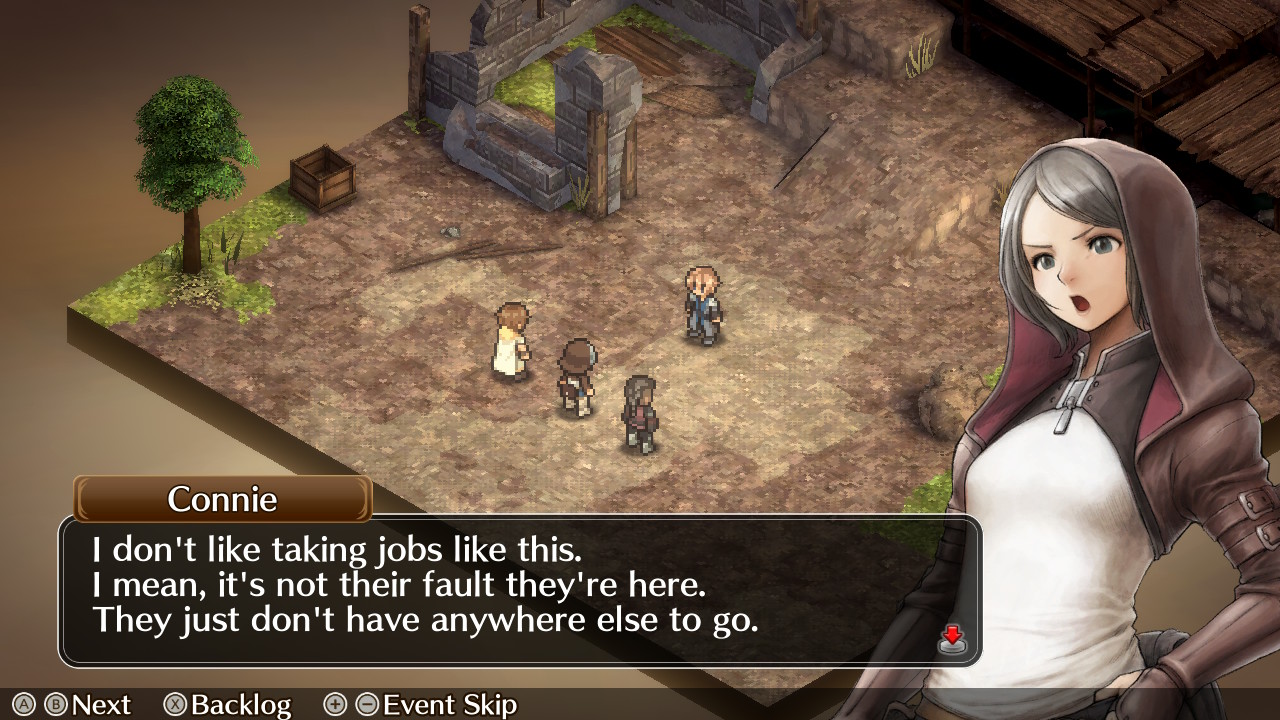 Connie
I don't like taking jobs like this.
I mean, it's not their fault they're here.
They just don't have anywhere else to go.
A B Next X Backlog + - Event Skip